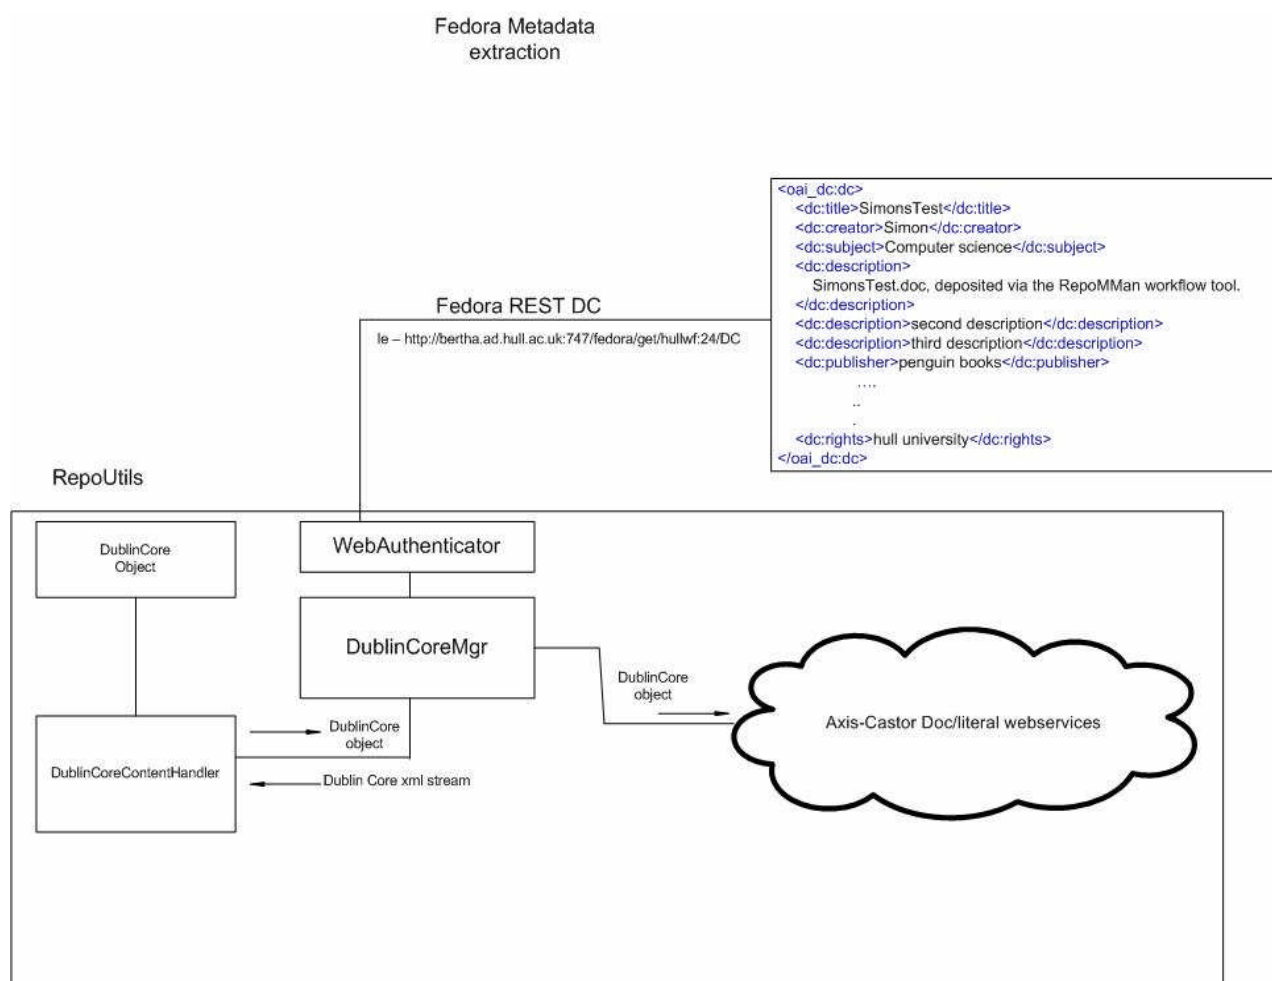 Fedora Metadata
extraction
<oai_dc:dc>
<dc:title>SimonsTest</dc:title>
<dc:creator>Simon</dc:creator>
<dc:subject>Computer science</dc:subject>
<dc:description>
SimonsTest.doc, deposited via the RepoMMan workflow tool.
</dc:description>
<dc:description>second description</dc:description>
<dc:description>third description</dc:description>
<dc:publisher>penguin books</dc:publisher>
....
..
.
<dc:rights>hull university</dc:rights>
</oai_dc:dc>
Fedora REST DC
Ie – http://bertha.ad.hull.ac.uk:747/fedora/get/hullwf:24/DC
RepoUtils
DublinCore
Object
WebAuthenticator
DublinCoreMgr
DublinCore
object
Axis-Castor Doc/literal webservices
DublinCore
object
DublinCoreContentHandler
Dublin Core xml stream